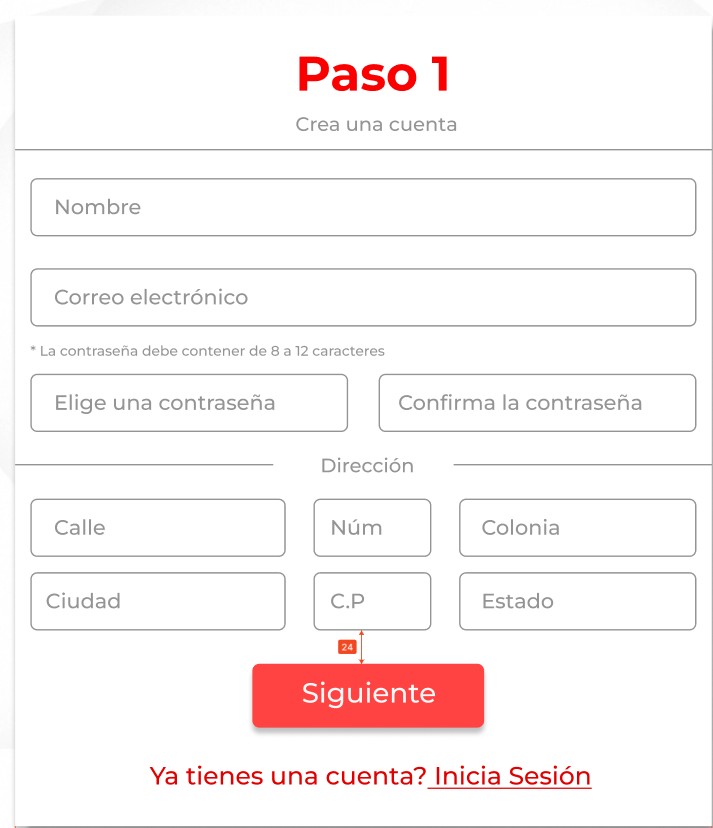 Paso 1
Crea una cuenta
Nombre
Correo electrónico
* La contraseña debe contener de 8 a 12 caracteres
Elige una contraseña Confirma la contraseña
Dirección
Calle Núm Colonia
Ciudad C.P Estado
24
Siguiente
Ya tienes una cuenta? Inicia Sesión